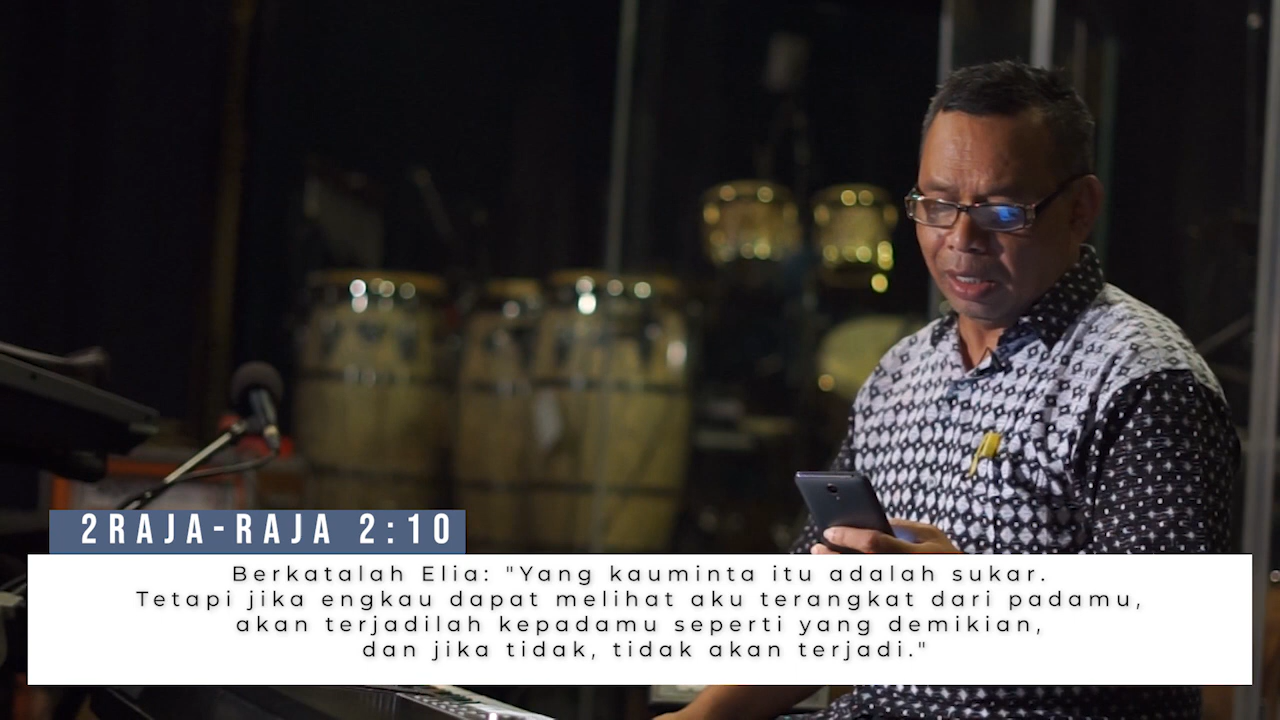 2RAJA-RAJA 2:10
Berkatalah Elia: "Yang kauminta itu adalah sukar.
Tetapi jika engkau dapat melihat aku terangkat dari padamu,
akan terjadilah kepadamu seperti yang demikian,
dan jika tidak, tidak akan terjadi."